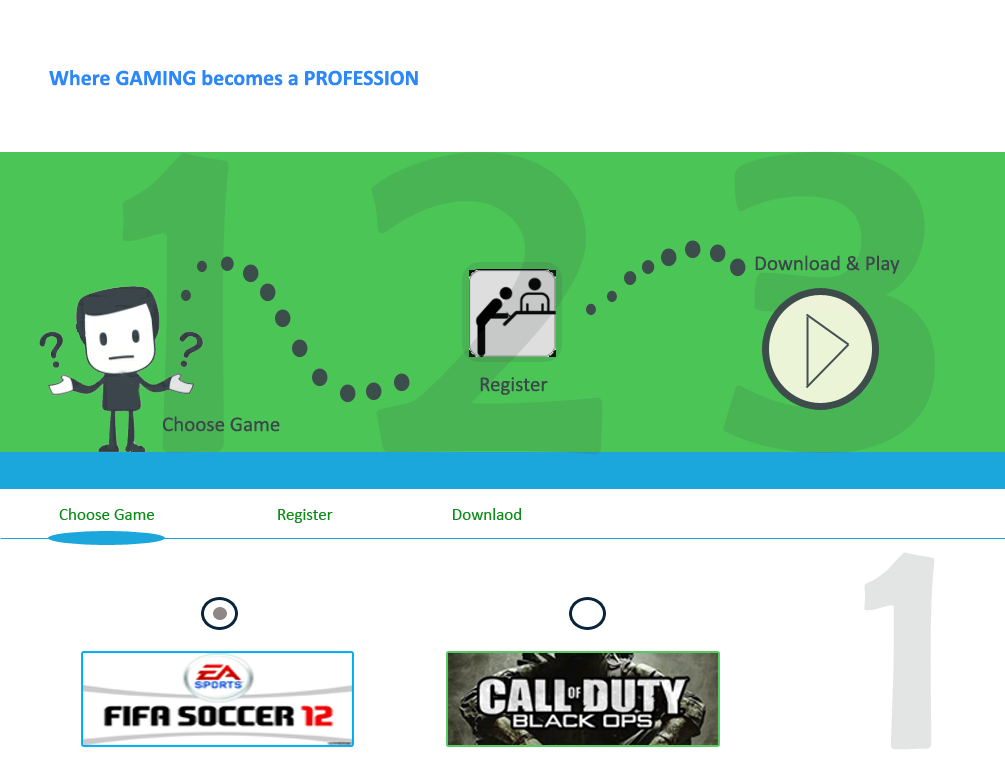 Where GAMING becomes a PROFESSION
1 2 3
? ?
Download & Play
Register
Choose Game
Choose Game Register Downlaod
1
EA
SPORTS
FIFA SOCCER 12
CALL OF DUTY
BLACK OPS